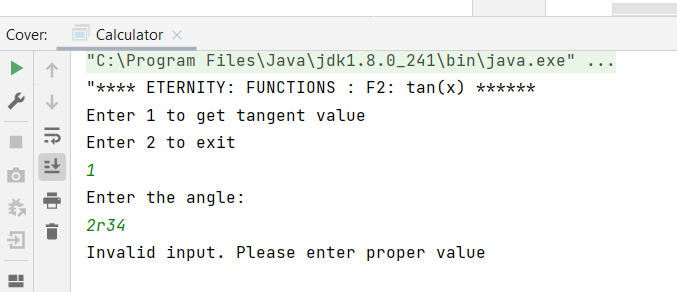 Cover: Calculator ×
"C:\Program Files\Java\jdk1.8.0_241\bin\java.exe" ...
"**** ETERNITY: FUNCTIONS : F2: tan(x) ******
Enter 1 to get tangent value
Enter 2 to exit
1
Enter the angle:
2r34
Invalid input. Please enter proper value